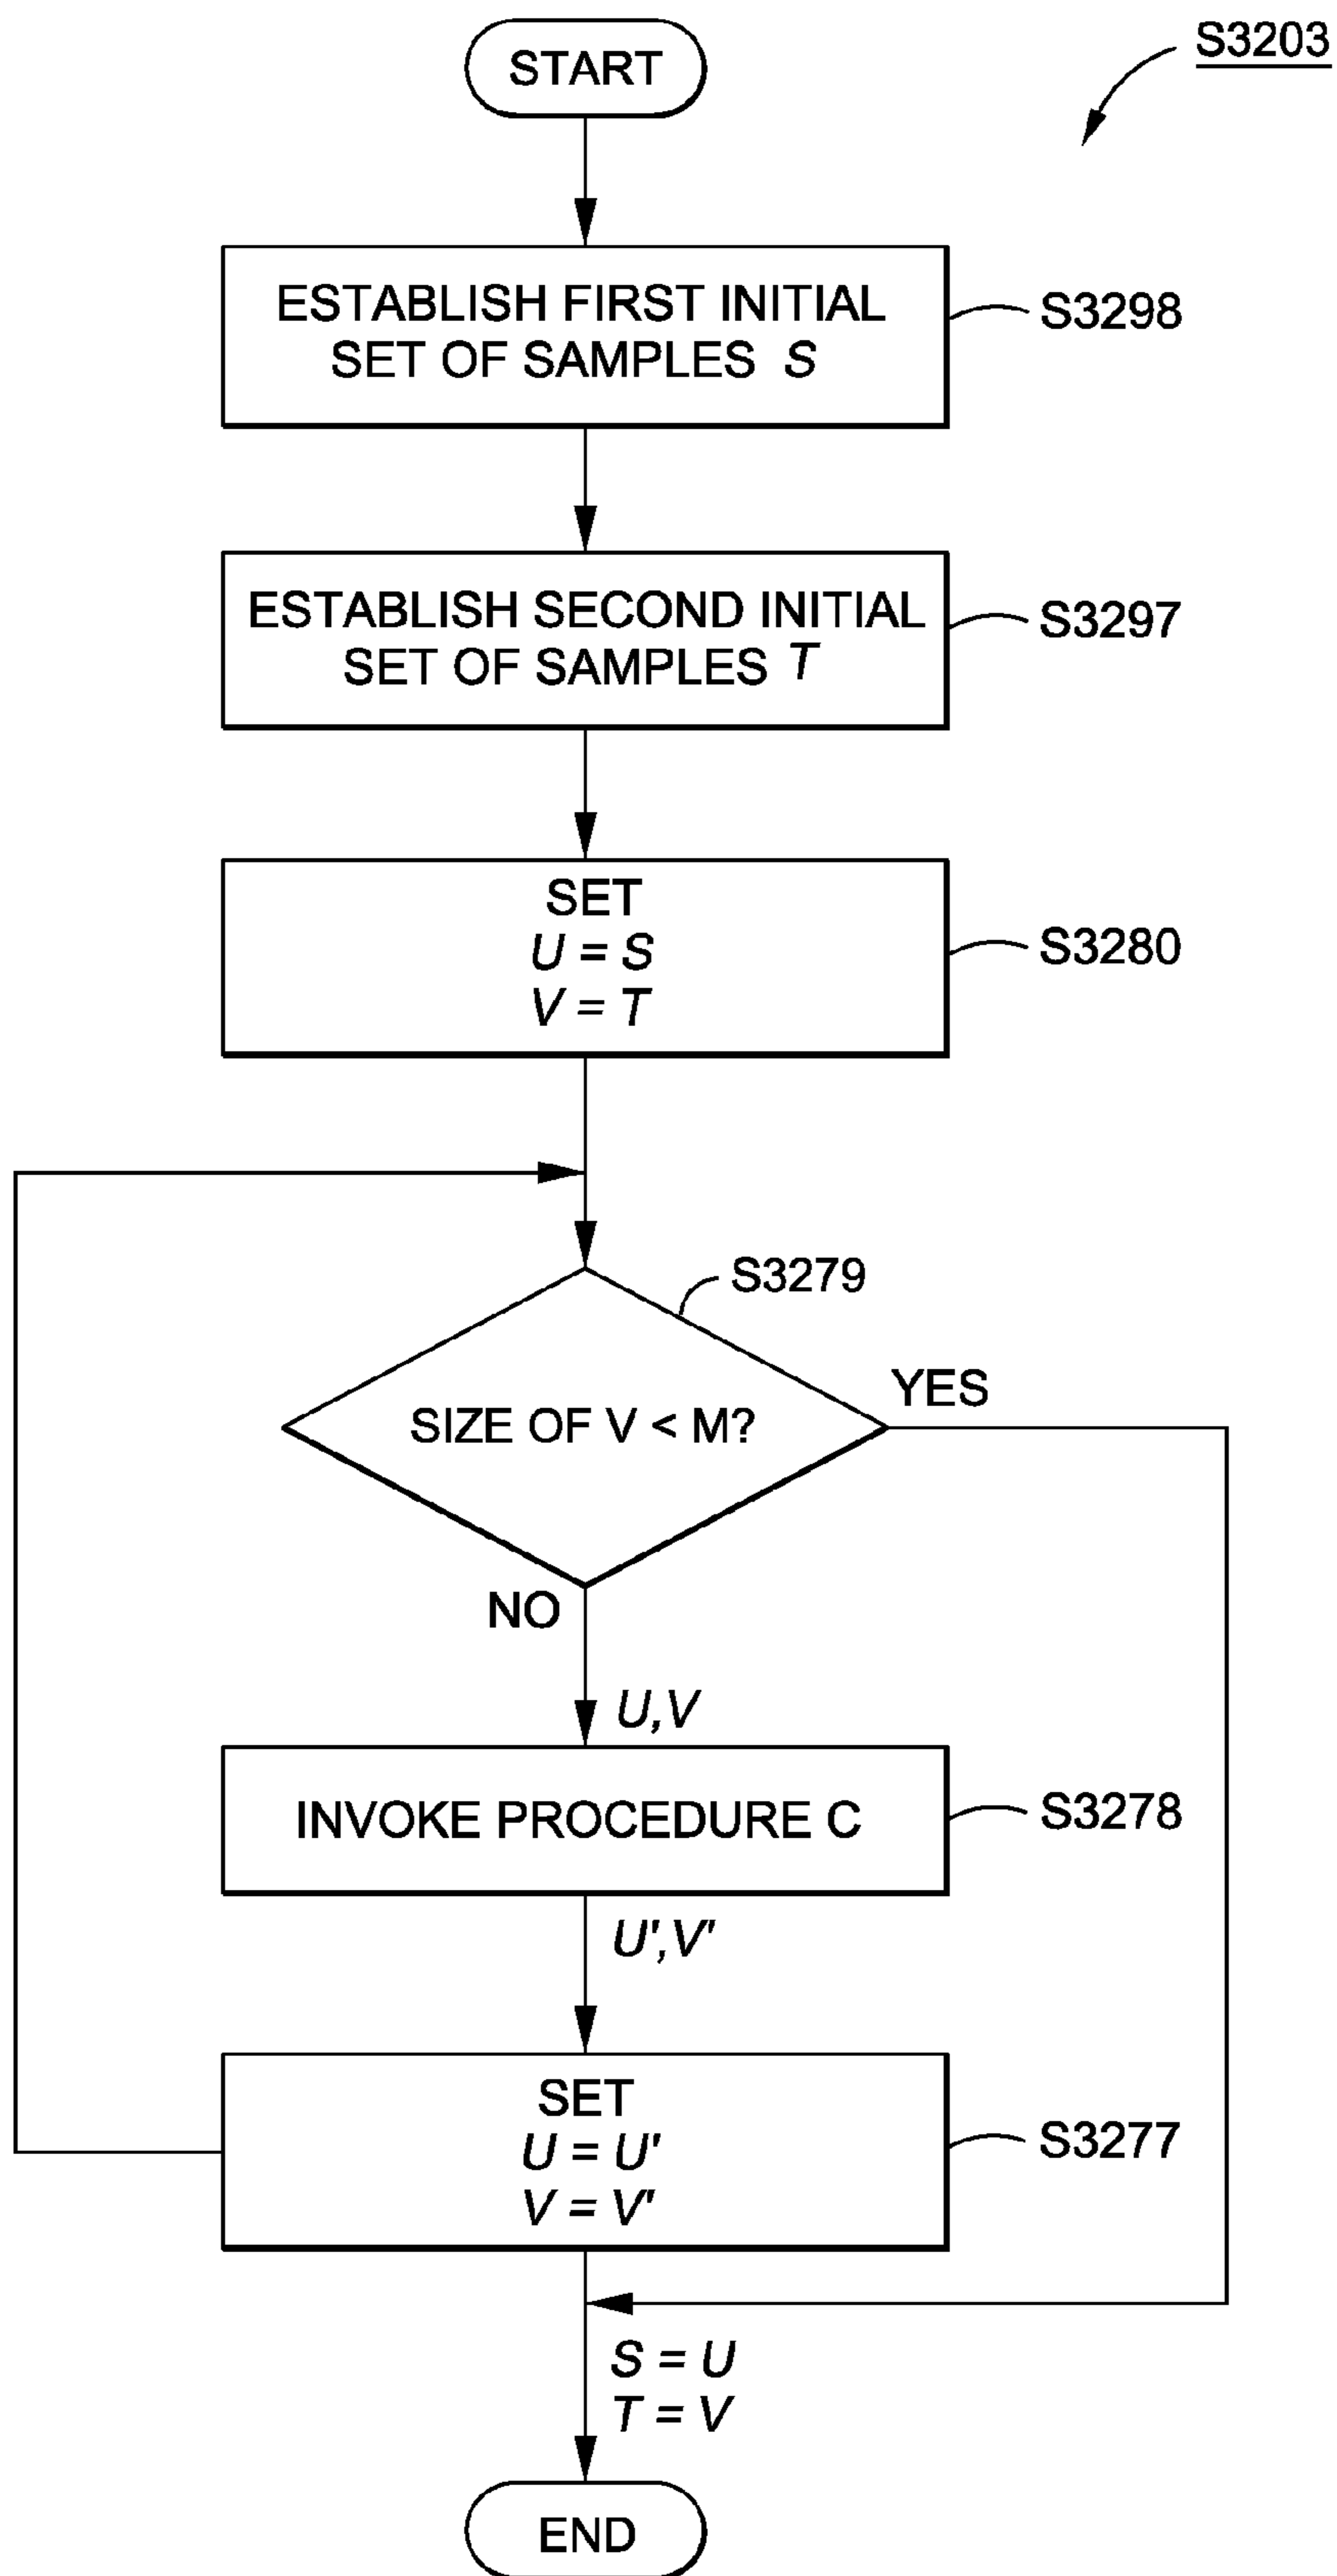 START
S3203
ESTABLISH FIRST INITIAL
SET OF SAMPLES S
S3298
ESTABLISH SECOND INITIAL
SET OF SAMPLES T
S3297
SET
U = S
V = T
S3280
S3279
SIZE OF V < M?
YES
NO
U,V
INVOKE PROCEDURE C
S3278
U',V'
SET
U = U'
V = V'
S3277
S = U
T = V
END